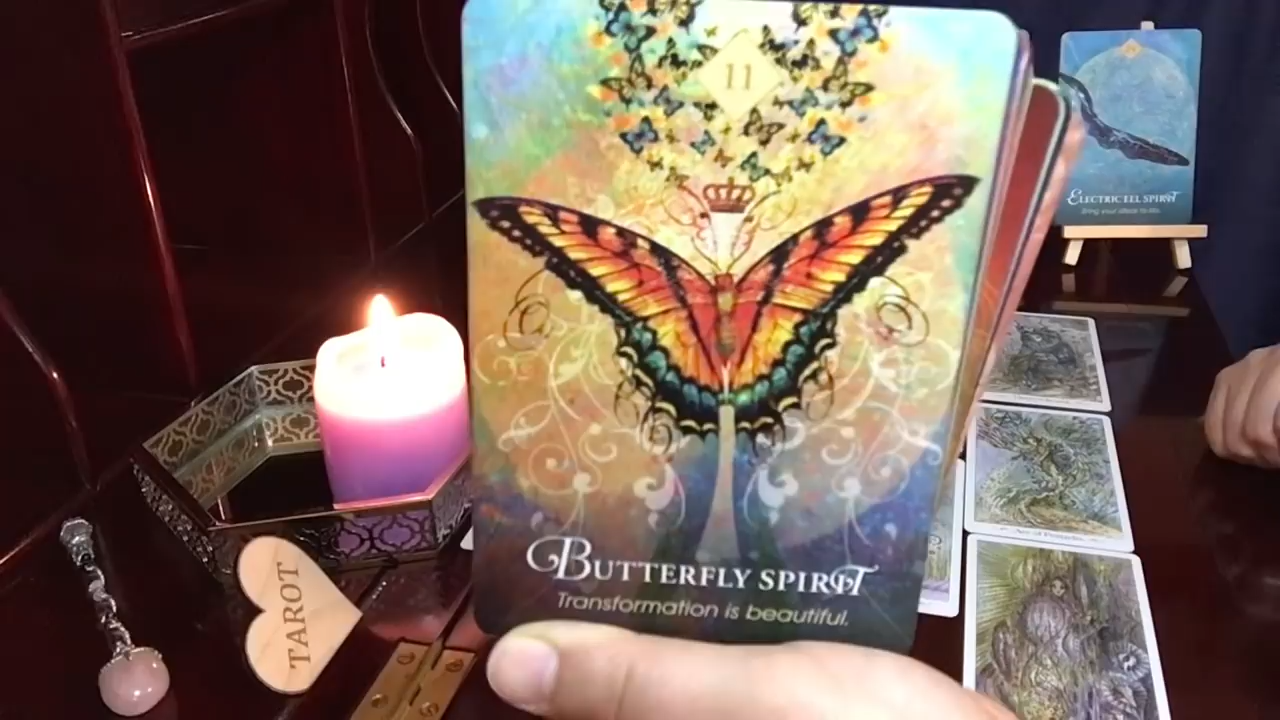 11
BUTTERFLY SPIRIT
Transformation is beautiful.
ELECTRIC EEL SPIRIT
Bring your ideas to life.
TAROT